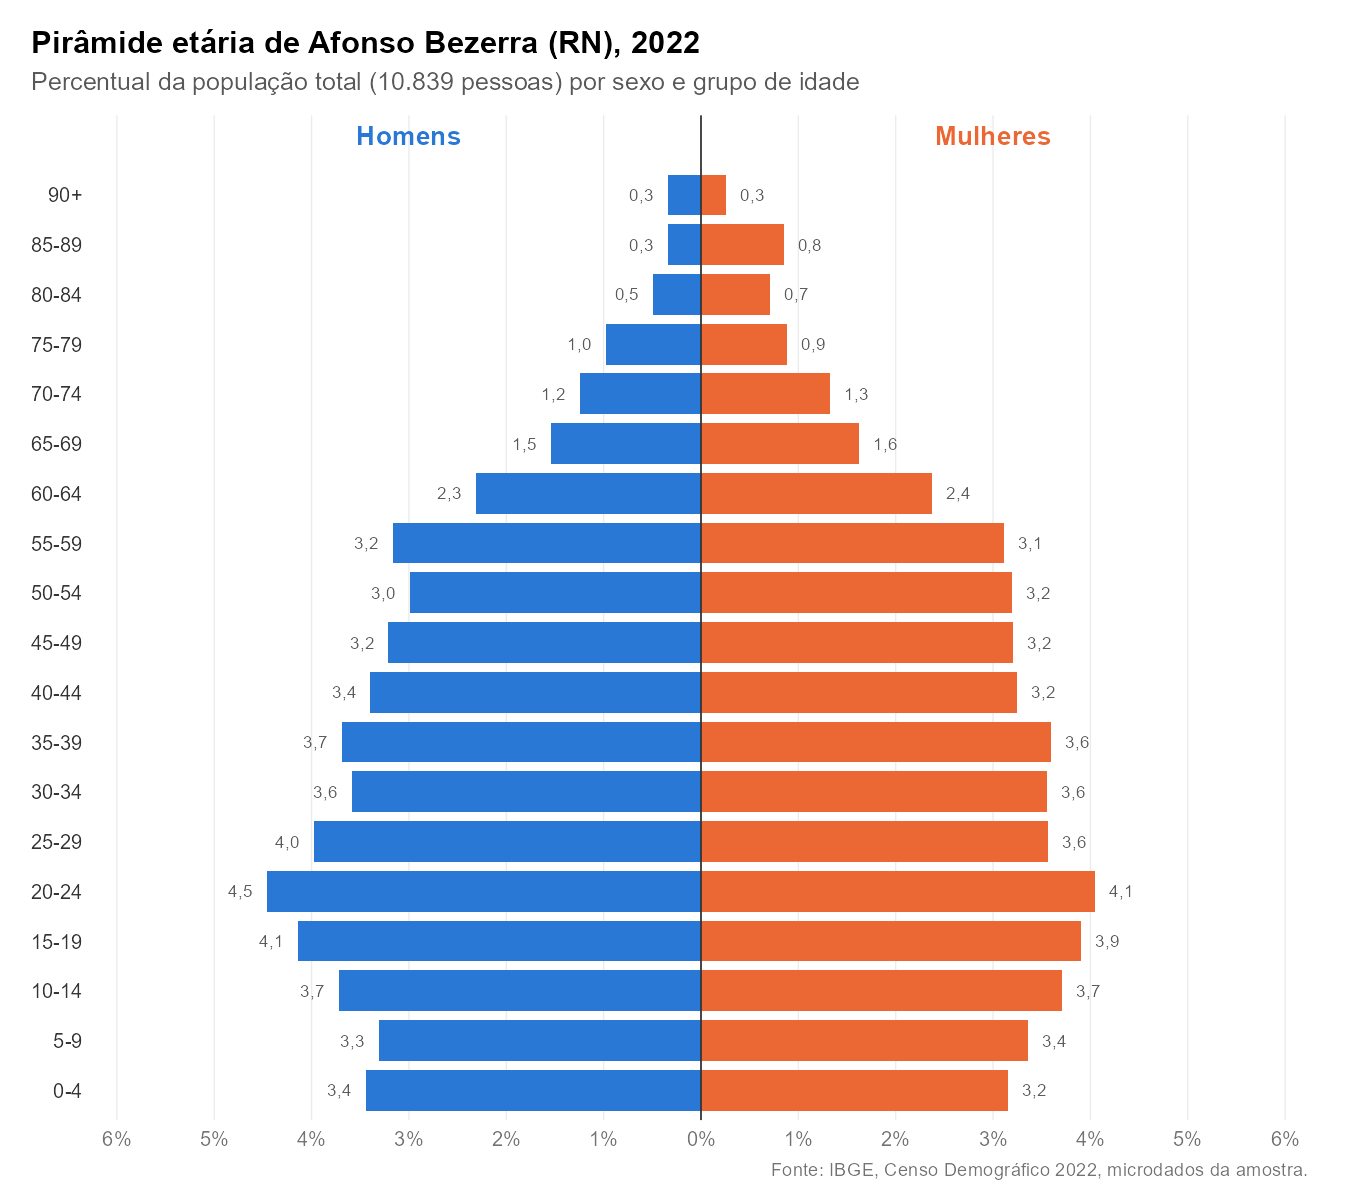 Pirâmide etária de Afonso Bezerra (RN), 2022
Percentual da população total (10.839 pessoas) por sexo e grupo de idade
Homens Mulheres
90+ 0,3 0,3
85-89 0,3 0,8
80-84 0,5 0,7
75-79 1,0 0,9
70-74 1,2 1,3
65-69 1,5 1,6
60-64 2,3 2,4
55-59 3,2 3,1
50-54 3,0 3,2
45-49 3,2 3,2
40-44 3,4 3,2
35-39 3,7 3,6
30-34 3,6 3,6
25-29 4,0 3,6
20-24 4,5 4,1
15-19 4,1 3,9
10-14 3,7 3,7
5-9 3,3 3,4
0-4 3,4 3,2
6% 5% 4% 3% 2% 1% 0% 1% 2% 3% 4% 5% 6%
Fonte: IBGE, Censo Demográfico 2022, microdados da amostra.